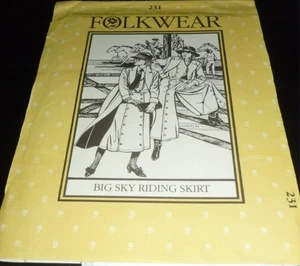 231
FOLKWEAR
BIG SKY RIDING SKIRT
231